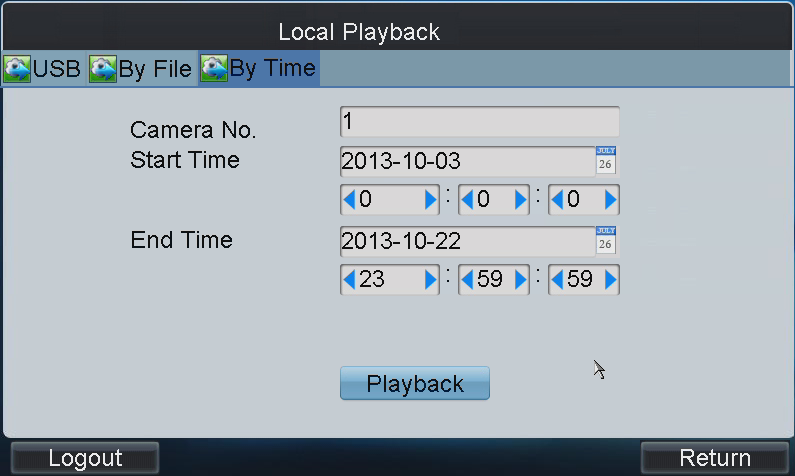 Local Playback
USB By File By Time
Camera No. 1
Start Time 2013-10-03 JULY 26
0 : 0 : 0
End Time 2013-10-22 JULY 26
23 : 59 : 59
Playback
Logout Return